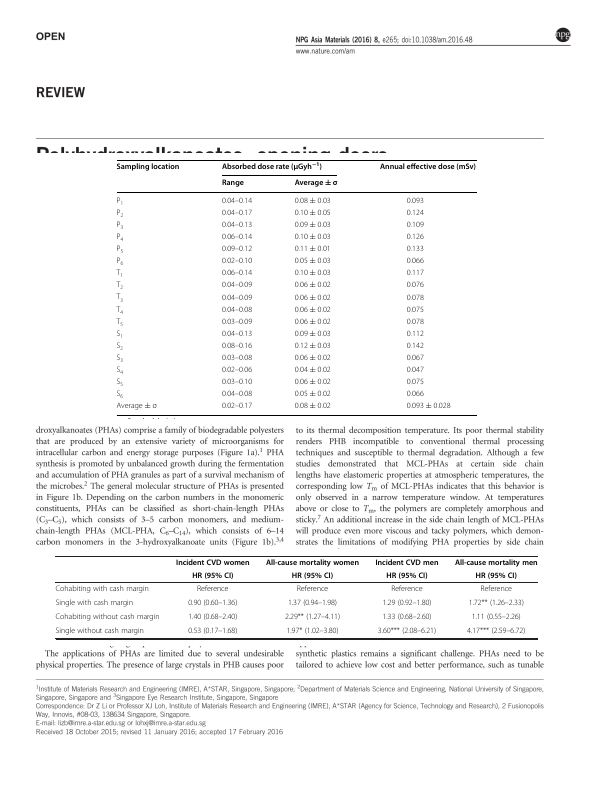 OPEN
NPG Asia Materials (2016) 8, e265; doi:10.1038/am.2016.48
npg
www.nature.com/am
REVIEW
Polyhydroxyalkanoates: opening doors
Sampling location Absorbed dose rate (μGyh⁻¹) Annual effective dose (mSv)
Range Average ± σ
P₁ 0.04–0.14 0.08 ± 0.03 0.093
P₂ 0.04–0.17 0.10 ± 0.05 0.124
P₃ 0.04–0.13 0.09 ± 0.03 0.109
P₄ 0.06–0.14 0.10 ± 0.03 0.126
P₅ 0.09–0.12 0.11 ± 0.01 0.133
P₆ 0.02–0.10 0.05 ± 0.03 0.066
T₁ 0.06–0.14 0.10 ± 0.03 0.117
T₂ 0.04–0.09 0.06 ± 0.02 0.076
T₃ 0.04–0.09 0.06 ± 0.02 0.078
T₄ 0.04–0.08 0.06 ± 0.02 0.075
T₅ 0.03–0.09 0.06 ± 0.02 0.078
S₁ 0.04–0.13 0.09 ± 0.03 0.112
S₂ 0.08–0.16 0.12 ± 0.03 0.142
S₃ 0.03–0.08 0.06 ± 0.02 0.067
S₄ 0.02–0.06 0.04 ± 0.02 0.047
S₅ 0.03–0.10 0.06 ± 0.02 0.075
S₆ 0.04–0.08 0.05 ± 0.02 0.066
Average ± σ 0.02–0.17 0.08 ± 0.02 0.093 ± 0.028
droxyalkanoates (PHAs) comprise a family of biodegradable polyesters
that are produced by an extensive variety of microorganisms for
intracellular carbon and energy storage purposes (Figure 1a).¹ PHA
synthesis is promoted by unbalanced growth during the fermentation
and accumulation of PHA granules as part of a survival mechanism of
the microbes.² The general molecular structure of PHAs is presented
in Figure 1b. Depending on the carbon numbers in the monomeric
constituents, PHAs can be classified as short-chain-length PHAs
(C₃–C₅), which consists of 3–5 carbon monomers, and medium-
chain-length PHAs (MCL-PHA, C₆–C₁₄), which consists of 6–14
carbon monomers in the 3-hydroxyalkanoate units (Figure 1b).³,⁴
to its thermal decomposition temperature. Its poor thermal stability
renders PHB incompatible to conventional thermal processing
techniques and susceptible to thermal degradation. Although a few
studies demonstrated that MCL-PHAs at certain side chain
lengths have elastomeric properties at atmospheric temperatures, the
corresponding low Tₘ of MCL-PHAs indicates that this behavior is
only observed in a narrow temperature window. At temperatures
above or close to Tₘ, the polymers are completely amorphous and
sticky.⁷ An additional increase in the side chain length of MCL-PHAs
will produce even more viscous and tacky polymers, which demon-
strates the limitations of modifying PHA properties by side chain
Incident CVD women All-cause mortality women Incident CVD men All-cause mortality men
HR (95% CI) HR (95% CI) HR (95% CI) HR (95% CI)
Cohabiting with cash margin Reference Reference Reference Reference
Single with cash margin 0.90 (0.60–1.36) 1.37 (0.94–1.98) 1.29 (0.92–1.80) 1.72** (1.26–2.33)
Cohabiting without cash margin 1.40 (0.68–2.40) 2.29** (1.27–4.11) 1.33 (0.68–2.60) 1.11 (0.55–2.26)
Single without cash margin 0.53 (0.17–1.68) 1.97* (1.02–3.80) 3.60*** (2.08–6.21) 4.17*** (2.59–6.72)
The applications of PHAs are limited due to several undesirable
physical properties. The presence of large crystals in PHB causes poor
synthetic plastics remains a significant challenge. PHAs need to be
tailored to achieve low cost and better performance, such as tunable
¹Institute of Materials Research and Engineering (IMRE), A*STAR, Singapore, Singapore; ²Department of Materials Science and Engineering, National University of Singapore,
Singapore, Singapore and ³Singapore Eye Research Institute, Singapore, Singapore
Correspondence: Dr Z Li or Professor XJ Loh, Institute of Materials Research and Engineering (IMRE), A*STAR (Agency for Science, Technology and Research), 2 Fusionopolis
Way, Innovis, #08-03, 138634 Singapore, Singapore.
E-mail: lizb@imre.a-star.edu.sg or lohxj@imre.a-star.edu.sg
Received 18 October 2015; revised 11 January 2016; accepted 17 February 2016